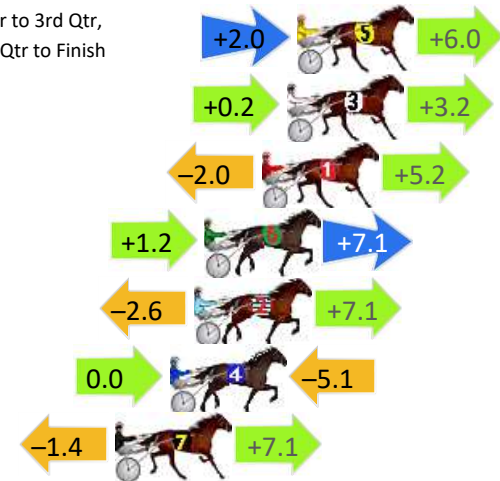 r to 3rd Qtr,
Qtr to Finish
+2.0 5 +6.0
+0.2 3 +3.2
–2.0 1 +5.2
+1.2 6 +7.1
–2.6 2 +7.1
0.0 4 –5.1
–1.4 7 +7.1